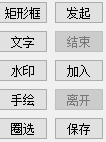 矩形框 发起
文字 结束
水印 加入
手绘 离开
圈选 保存